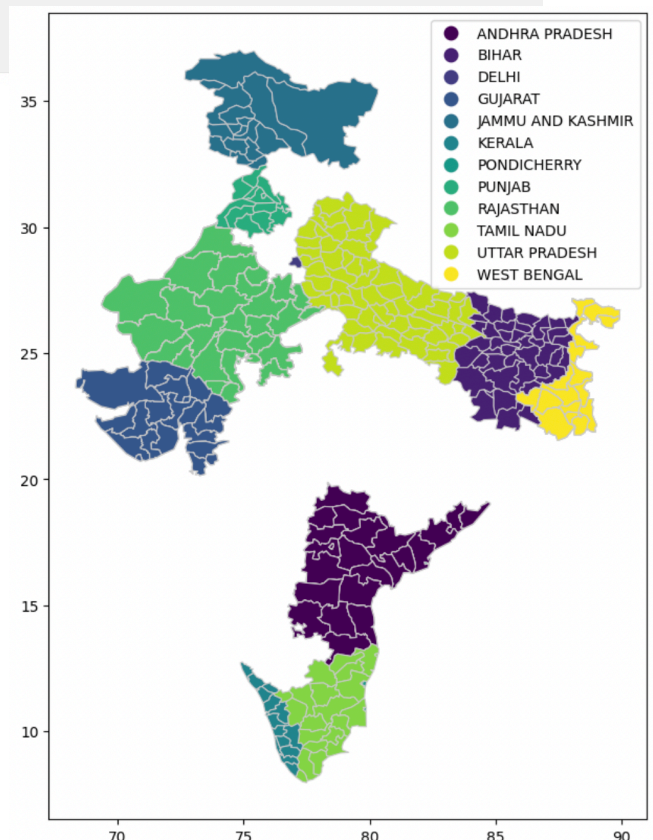 ANDHRA PRADESH
BIHAR
DELHI
GUJARAT
JAMMU AND KASHMIR
KERALA
PONDICHERRY
PUNJAB
RAJASTHAN
TAMIL NADU
UTTAR PRADESH
WEST BENGAL
35
30
25
20
15
10
70 75 80 85 90